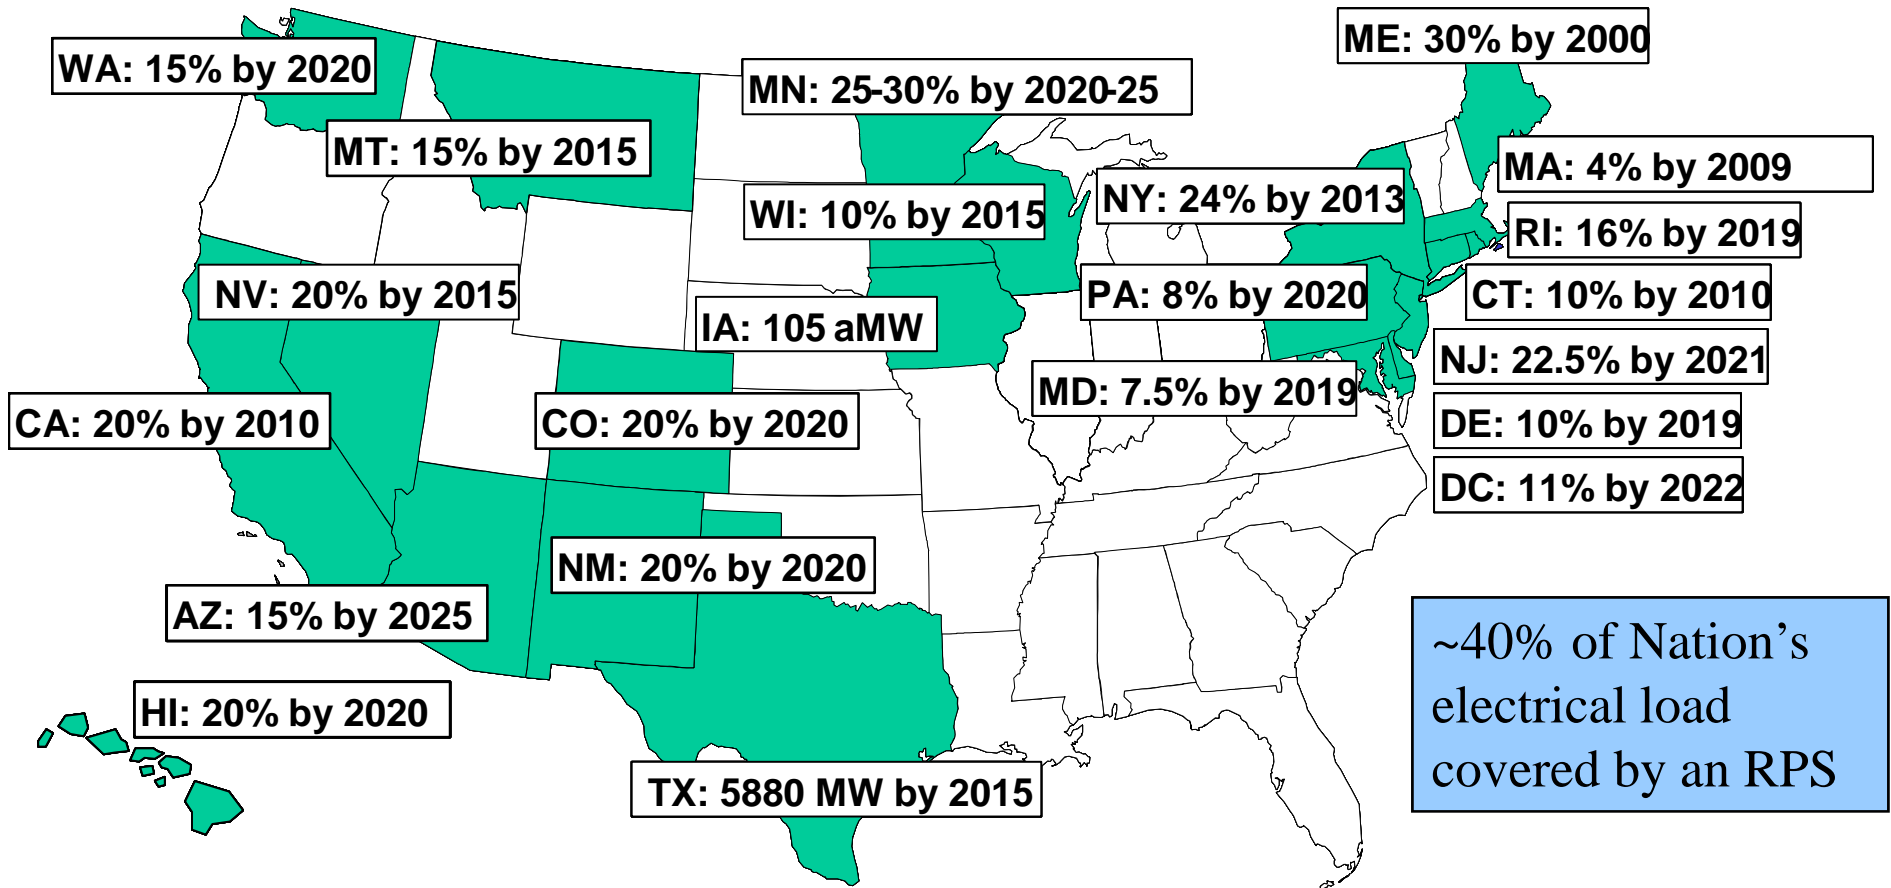 ME: 30% by 2000
WA: 15% by 2020
MN: 25-30% by 2020-25
MT: 15% by 2015
MA: 4% by 2009
WI: 10% by 2015
NY: 24% by 2013
RI: 16% by 2019
NV: 20% by 2015
PA: 8% by 2020
CT: 10% by 2010
IA: 105 aMW
NJ: 22.5% by 2021
MD: 7.5% by 2019
CA: 20% by 2010
CO: 20% by 2020
DE: 10% by 2019
DC: 11% by 2022
NM: 20% by 2020
AZ: 15% by 2025
~40% of Nation’s
electrical load
covered by an RPS
HI: 20% by 2020
TX: 5880 MW by 2015